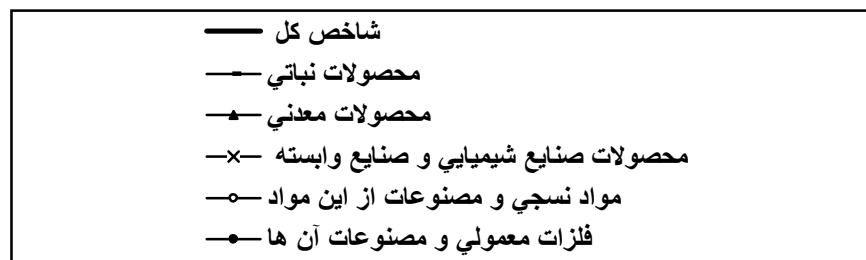 شاخص کل
محصولات نباتي
محصولات معدني
محصولات صنايع شيميايي و صنايع وابسته
مواد نسجي و مصنوعات از اين مواد
فلزات معمولي و مصنوعات آن ها